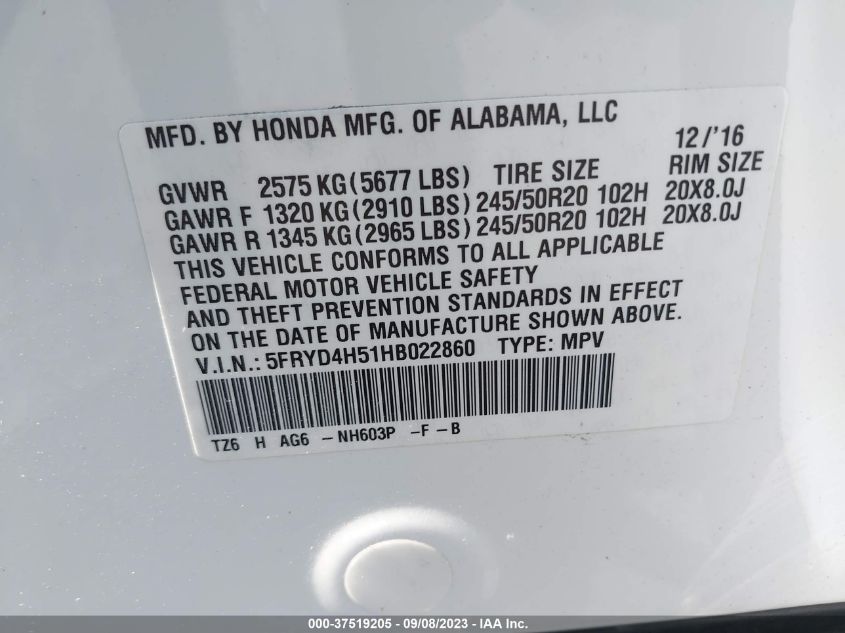 MFD. BY HONDA MFG. OF ALABAMA, LLC 12/'16
GVWR 2575 KG(5677 LBS) TIRE SIZE RIM SIZE
GAWR F 1320 KG(2910 LBS) 245/50R20 102H 20X8.0J
GAWR R 1345 KG(2965 LBS) 245/50R20 102H 20X8.0J
THIS VEHICLE CONFORMS TO ALL APPLICABLE
FEDERAL MOTOR VEHICLE SAFETY
AND THEFT PREVENTION STANDARDS IN EFFECT
ON THE DATE OF MANUFACTURE SHOWN ABOVE.
V.I.N.: 5FRYD4H51HB022860 TYPE: MPV
TZ6 H AG6 - NH603P -F - B
000-37519205 - 09/08/2023 - IAAI.COM